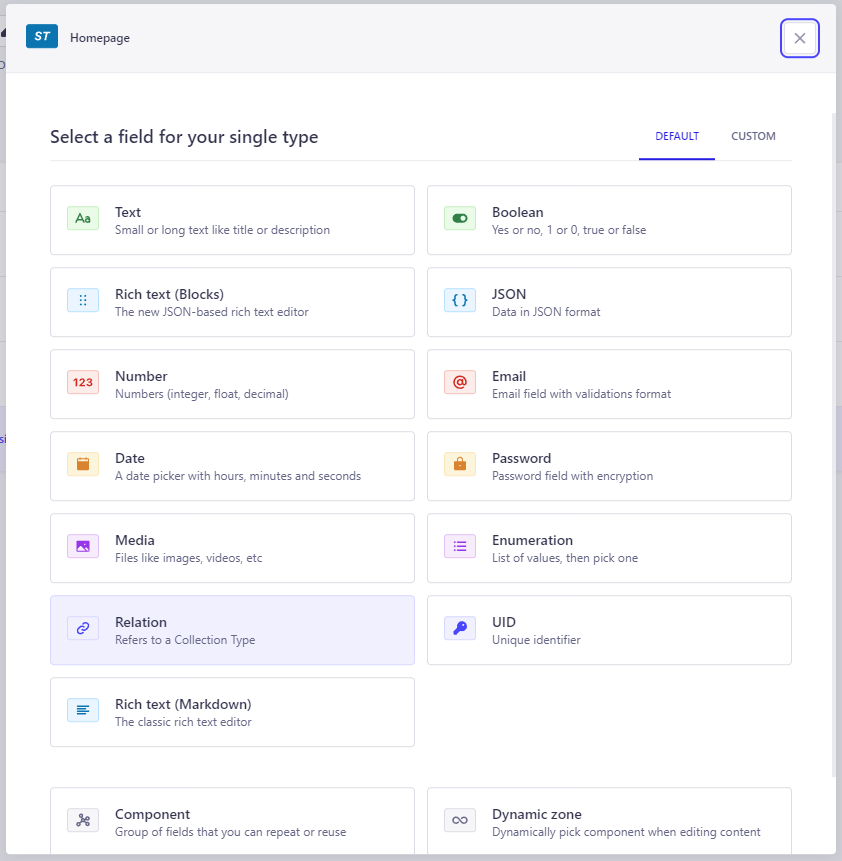 ST Homepage
Select a field for your single type
DEFAULT CUSTOM
Aa
Text
Small or long text like title or description
Boolean
Yes or no, 1 or 0, true or false
Rich text (Blocks)
The new JSON-based rich text editor
{ }
JSON
Data in JSON format
123
Number
Numbers (integer, float, decimal)
@
Email
Email field with validations format
Date
A date picker with hours, minutes and seconds
Password
Password field with encryption
Media
Files like images, videos, etc
Enumeration
List of values, then pick one
Relation
Refers to a Collection Type
UID
Unique identifier
Rich text (Markdown)
The classic rich text editor
Component
Group of fields that you can repeat or reuse
Dynamic zone
Dynamically pick component when editing content